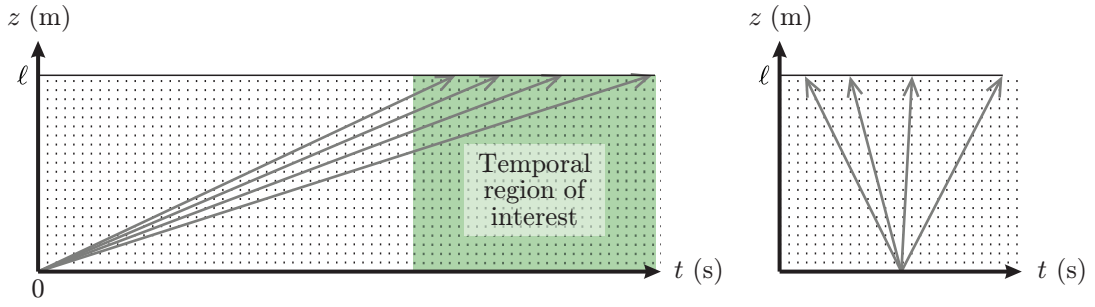 z (m)
ℓ
Temporal
region of
interest
t (s)
0
z (m)
ℓ
t (s)